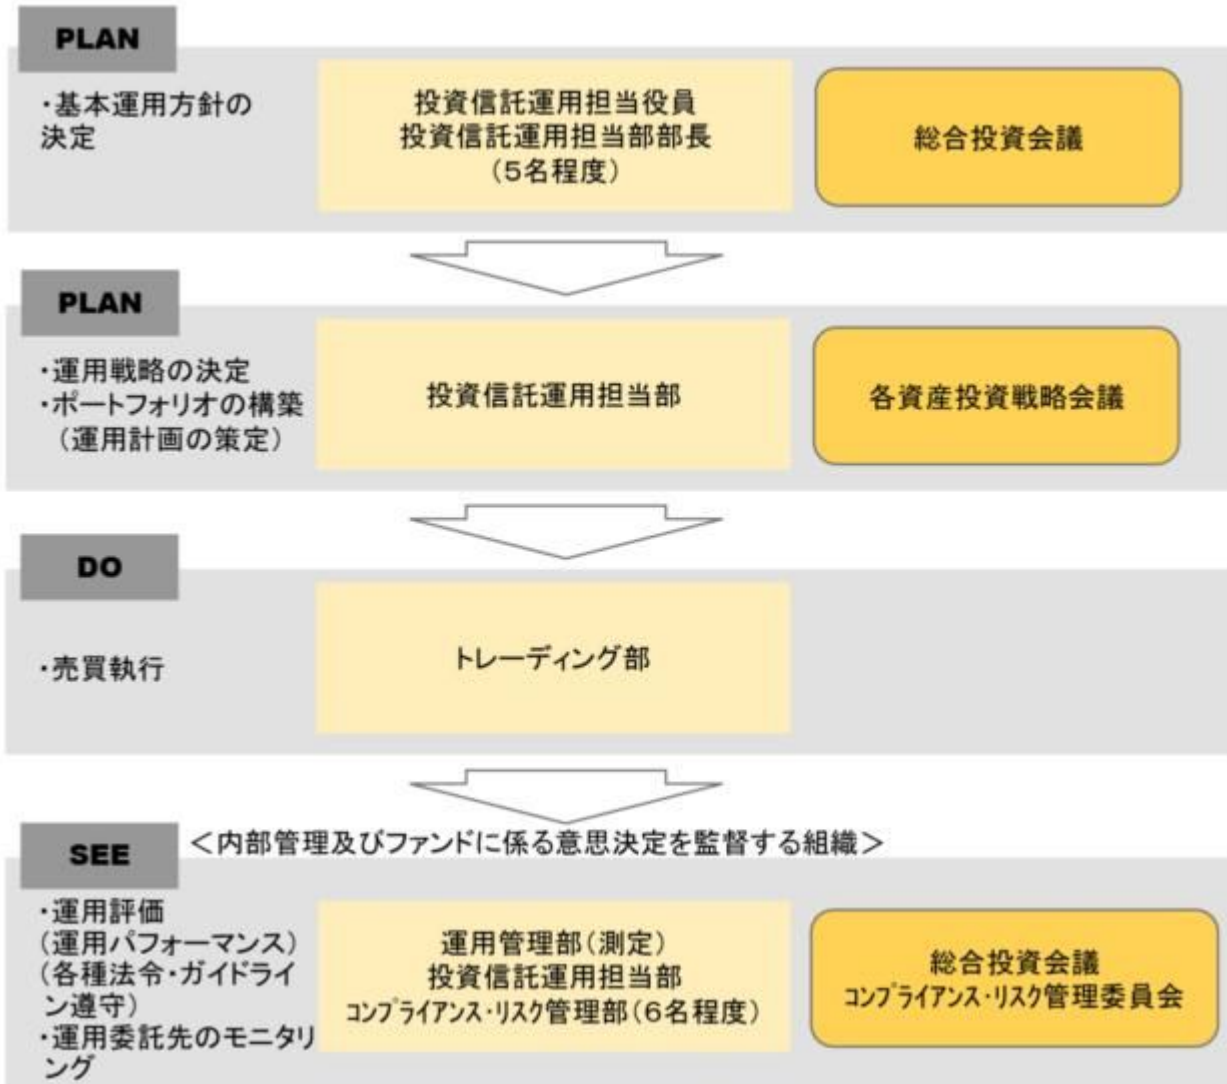 PLAN
・基本運用方針の
決定
投資信託運用担当役員
投資信託運用担当部部長
(5名程度)
総合投資会議
PLAN
・運用戦略の決定
・ポートフォリオの構築
(運用計画の策定)
投資信託運用担当部
各資産投資戦略会議
DO
・売買執行
トレーディング部
SEE
＜内部管理及びファンドに係る意思決定を監督する組織＞
・運用評価
(運用パフォーマンス)
(各種法令・ガイドライ
ン遵守)
・運用委託先のモニタリ
ング
運用管理部(測定)
投資信託運用担当部
コンプライアンス・リスク管理部(6名程度)
総合投資会議
コンプライアンス・リスク管理委員会